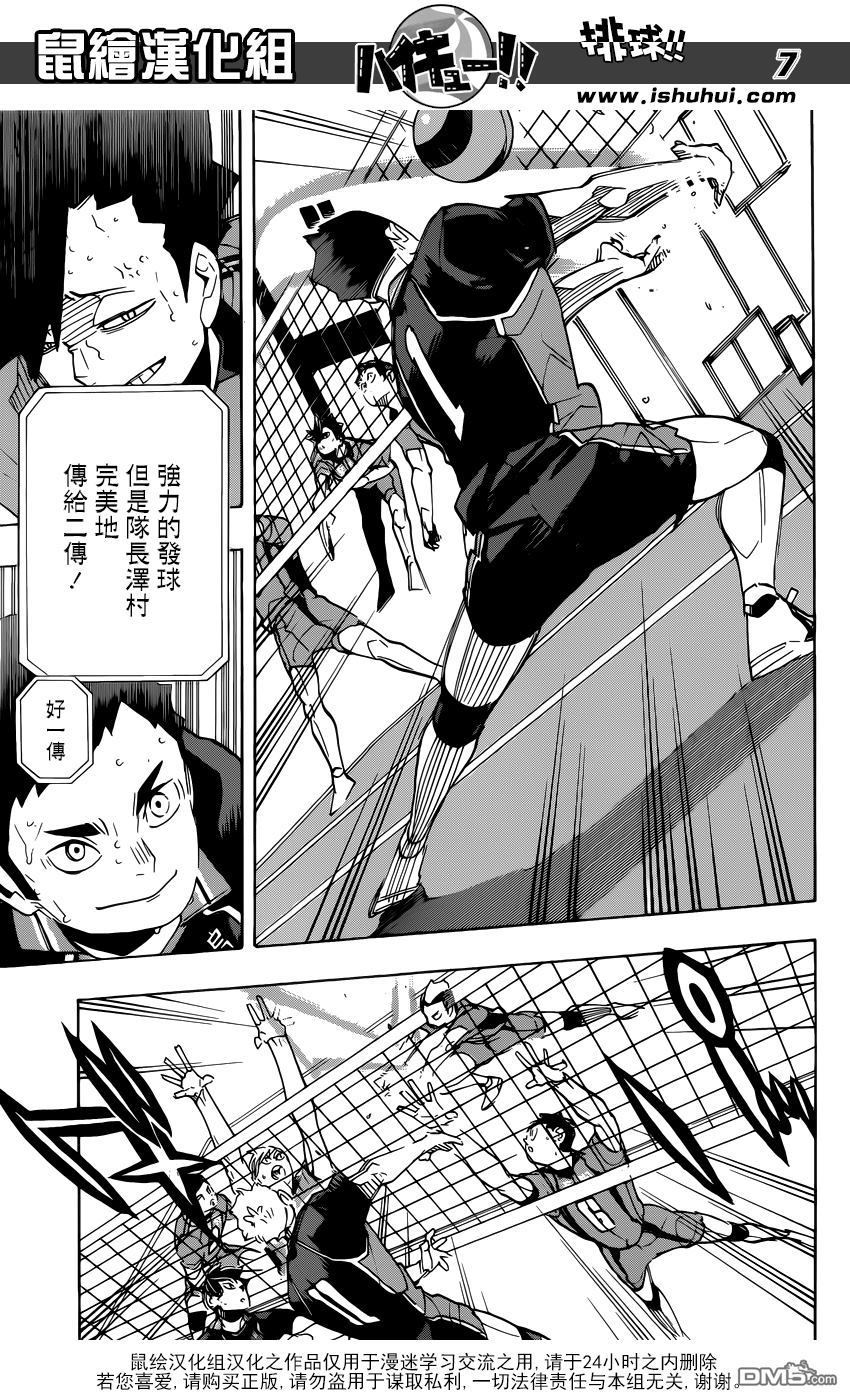 鼠繪漢化組
ハイキュー!!
排球!!
7
www.ishuhui.com
強力的發球
但是隊長澤村
完美地
傳給二傳!
好一傳
鼠绘汉化组汉化之作品仅用于漫迷学习交流之用, 请于24小时之内删除
若您喜爱, 请购买正版, 请勿用于谋取私利, 一切法律责任与本组无关, 谢谢。
DM5.com